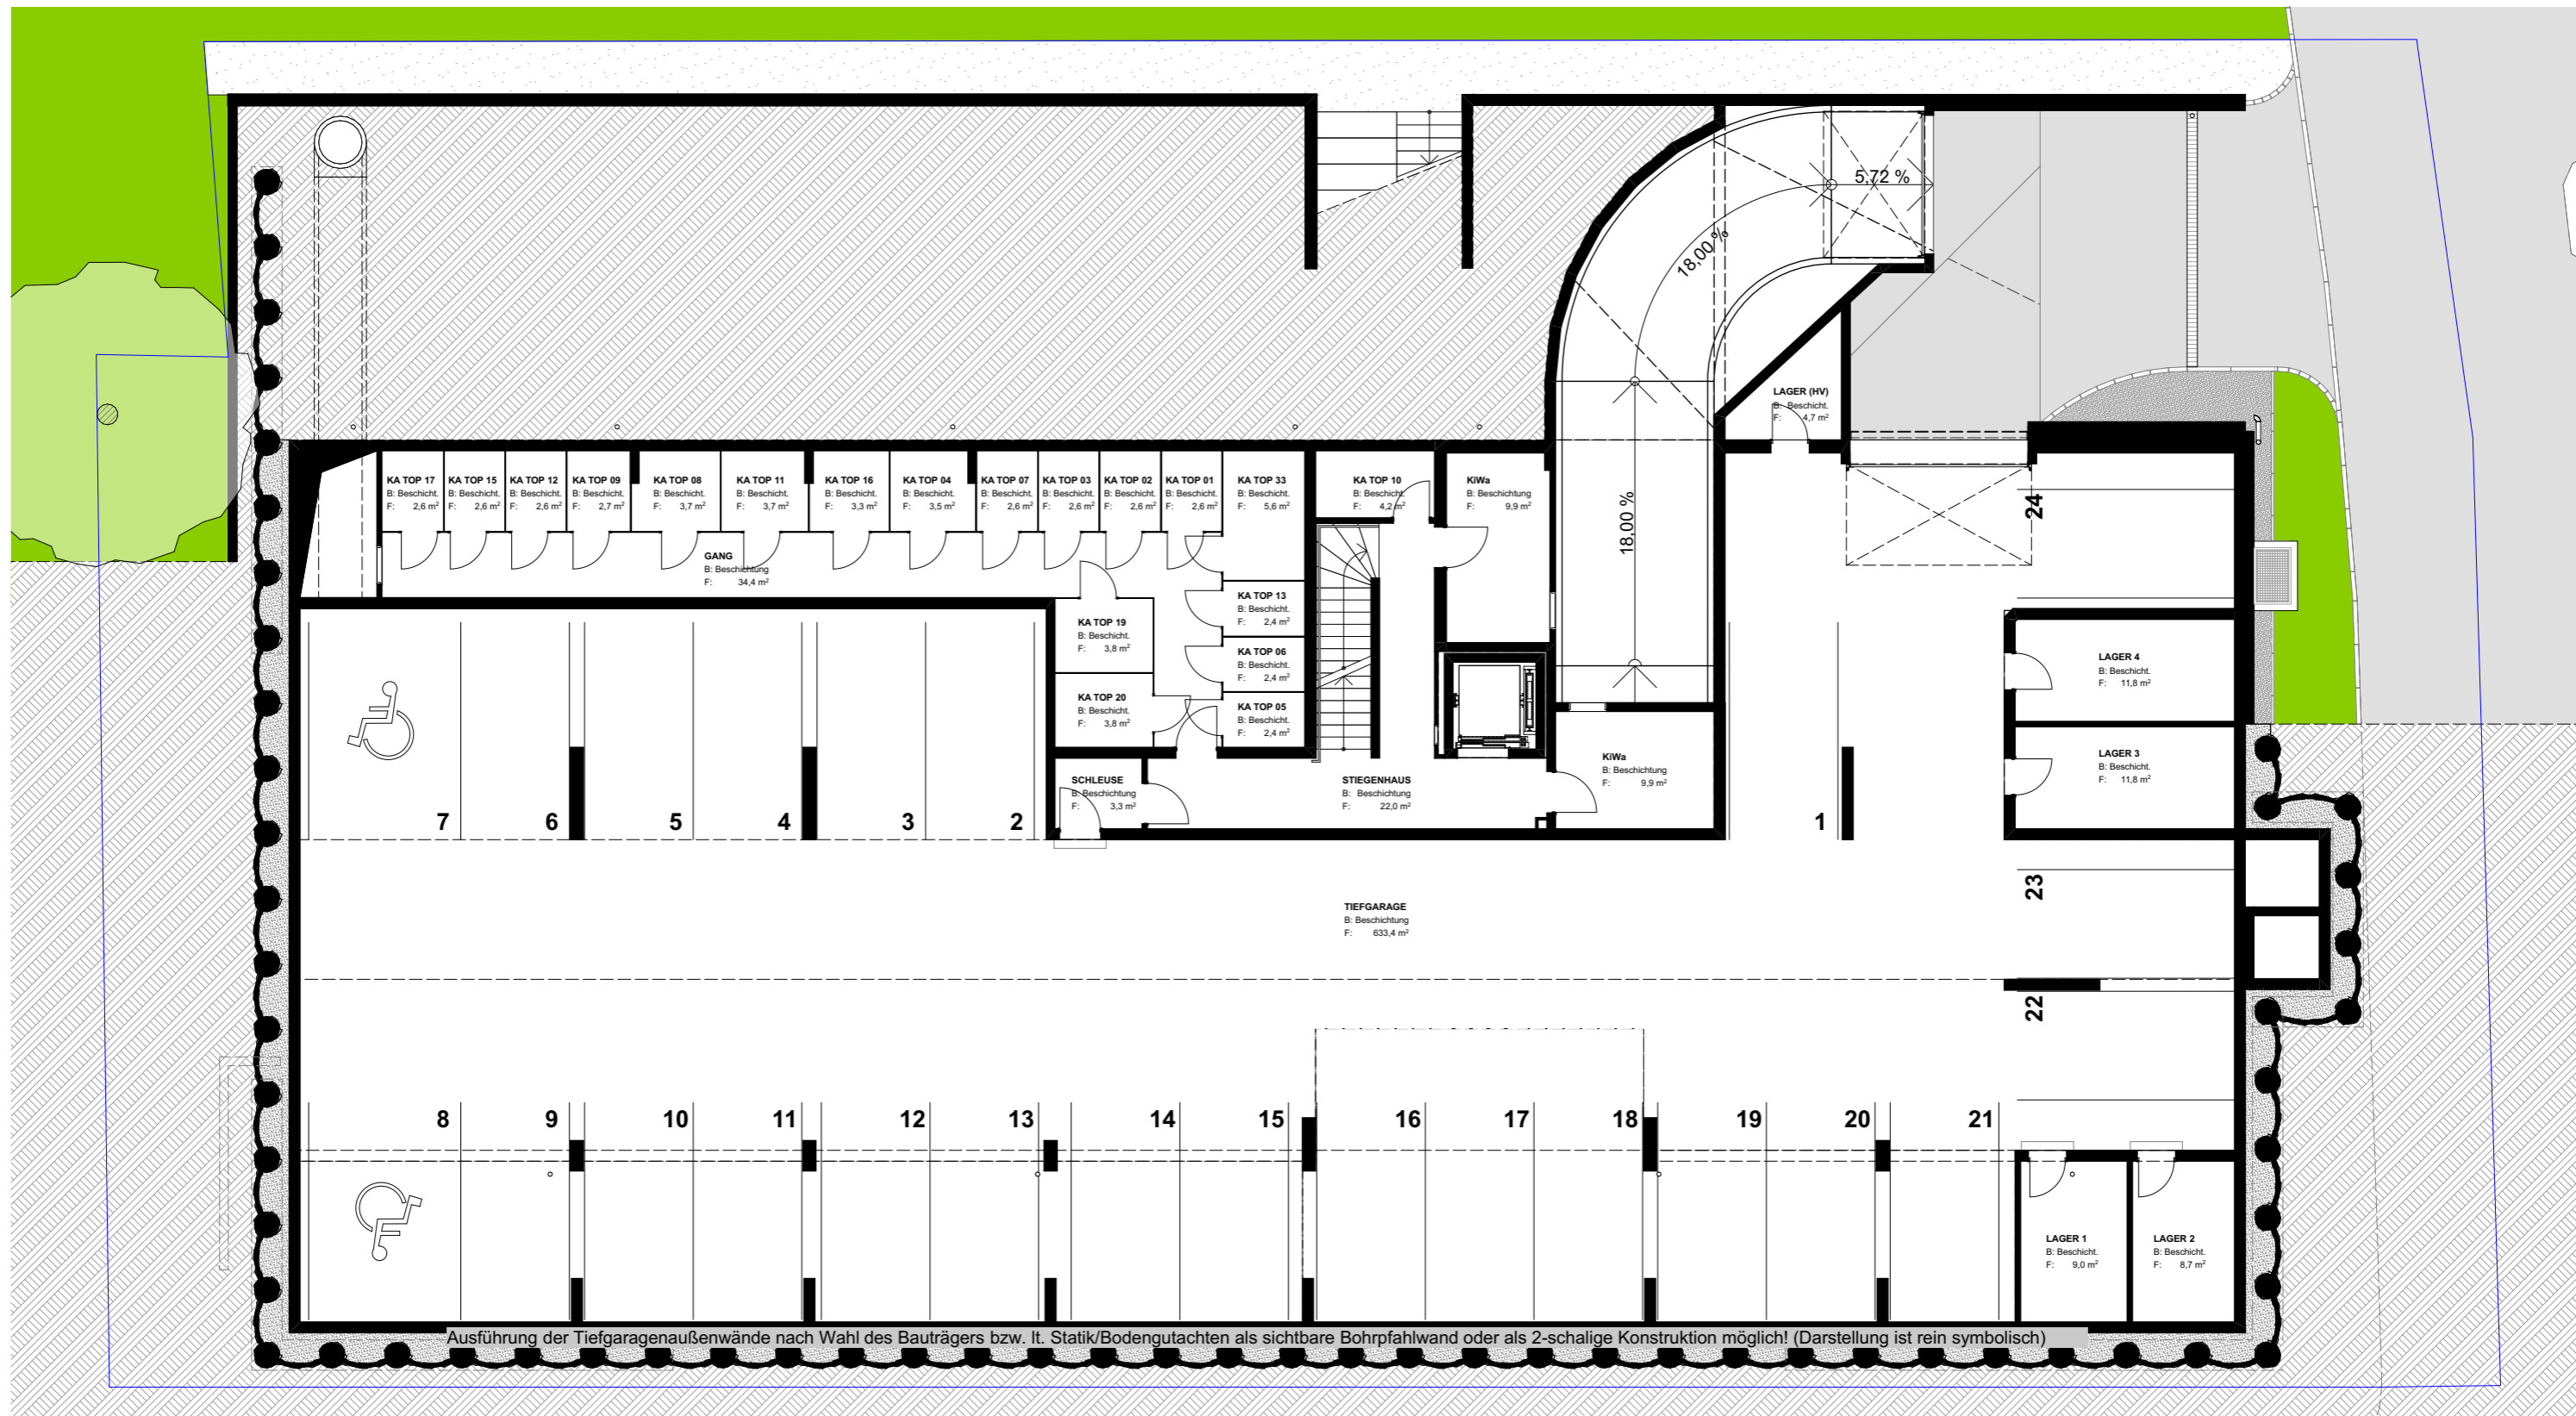 5,72 %
18,00 %
LAGER (HV)
B: Beschicht.
F: 4,7 m²
KA TOP 17
B: Beschicht.
F: 2,6 m²
KA TOP 15
B: Beschicht.
F: 2,6 m²
KA TOP 12
B: Beschicht.
F: 2,6 m²
KA TOP 09
B: Beschicht.
F: 2,7 m²
KA TOP 08
B: Beschicht.
F: 3,7 m²
KA TOP 11
B: Beschicht.
F: 3,7 m²
KA TOP 16
B: Beschicht.
F: 3,3 m²
KA TOP 04
B: Beschicht.
F: 3,5 m²
KA TOP 07
B: Beschicht.
F: 2,6 m²
KA TOP 03
B: Beschicht.
F: 2,6 m²
KA TOP 02
B: Beschicht.
F: 2,6 m²
KA TOP 01
B: Beschicht.
F: 2,6 m²
KA TOP 33
B: Beschicht.
F: 5,6 m²
KA TOP 10
B: Beschicht.
F: 4,2 m²
KiWa
B: Beschichtung
F: 9,9 m²
18,00 %
24
GANG
B: Beschichtung
F: 34,4 m²
KA TOP 13
B: Beschicht.
F: 2,4 m²
KA TOP 19
B: Beschicht.
F: 3,8 m²
KA TOP 06
B: Beschicht.
F: 2,4 m²
KA TOP 20
B: Beschicht.
F: 3,8 m²
KA TOP 05
B: Beschicht.
F: 2,4 m²
LAGER 4
B: Beschicht.
F: 11,8 m²
LAGER 3
B: Beschicht.
F: 11,8 m²
SCHLEUSE
B: Beschichtung
F: 3,3 m²
STIEGENHAUS
B: Beschichtung
F: 22,0 m²
KiWa
B: Beschichtung
F: 9,9 m²
7
6
5
4
3
2
1
23
TIEFGARAGE
B: Beschichtung
F: 633,4 m²
22
8
9
10
11
12
13
14
15
16
17
18
19
20
21
LAGER 1
B: Beschicht.
F: 9,0 m²
LAGER 2
B: Beschicht.
F: 8,7 m²
Ausführung der Tiefgaragenaußenwände nach Wahl des Bauträgers bzw. lt. Statik/Bodengutachten als sichtbare Bohrpfahlwand oder als 2-schalige Konstruktion möglich! (Darstellung ist rein symbolisch)